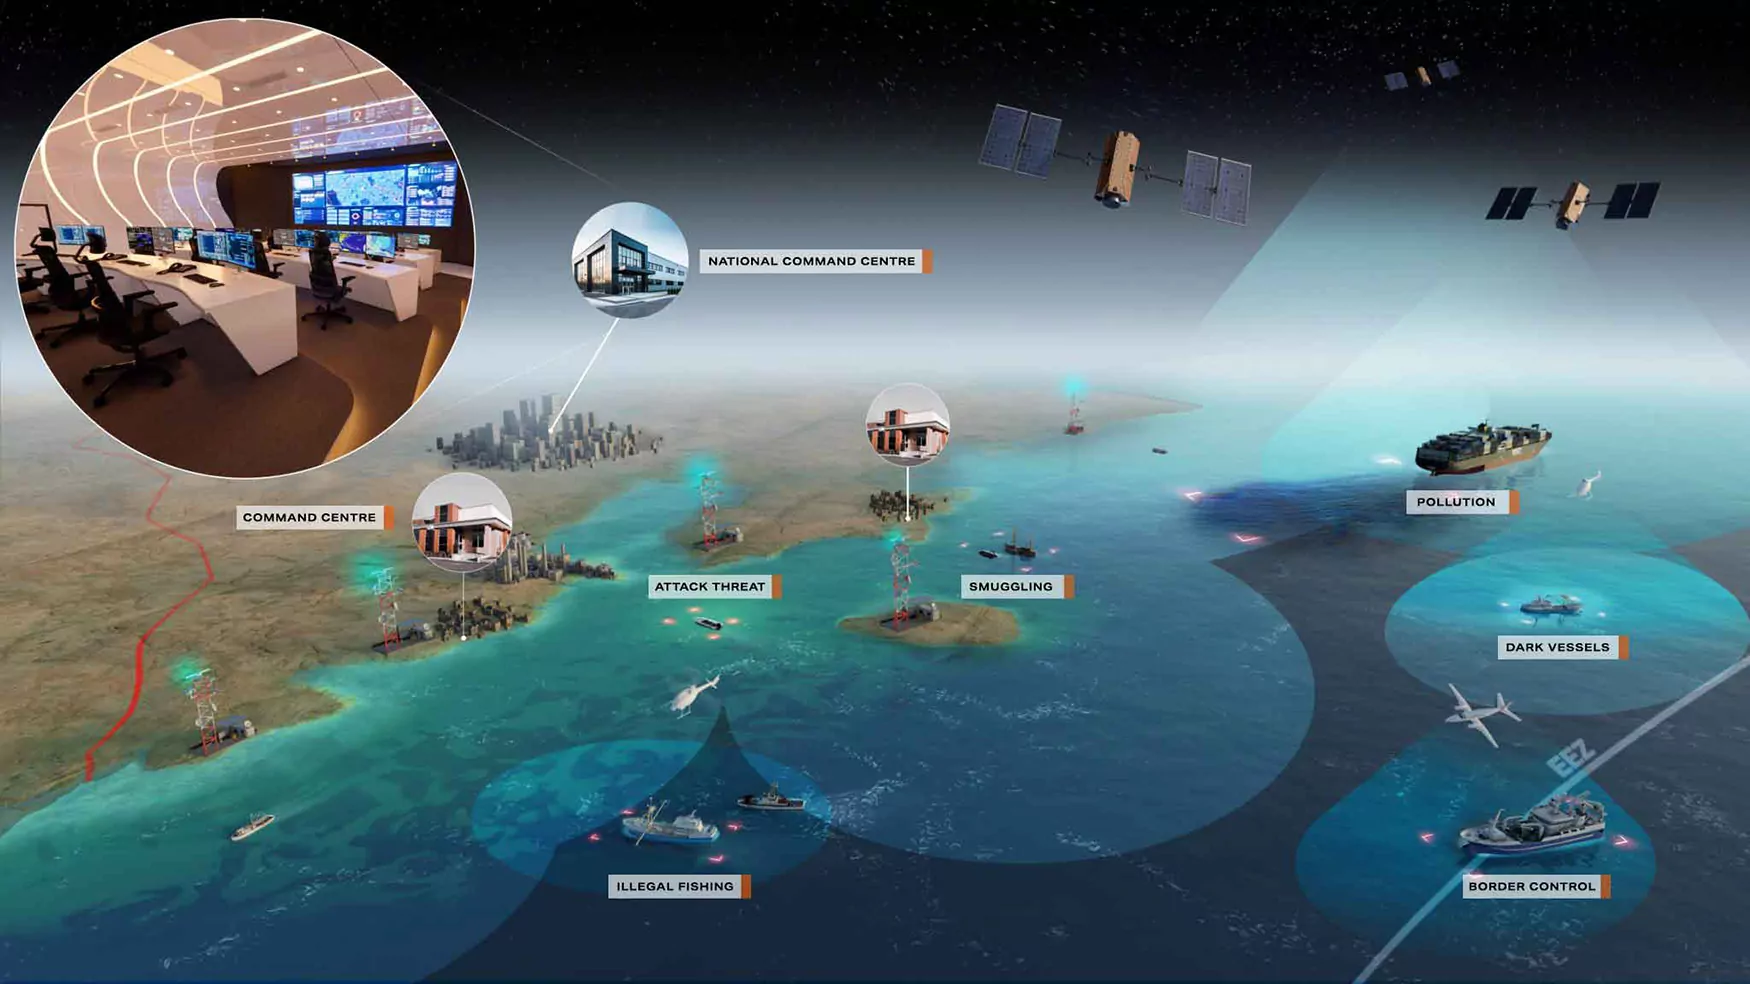 NATIONAL COMMAND CENTRE
COMMAND CENTRE
POLLUTION
ATTACK THREAT
SMUGGLING
DARK VESSELS
EEZ
ILLEGAL FISHING
BORDER CONTROL